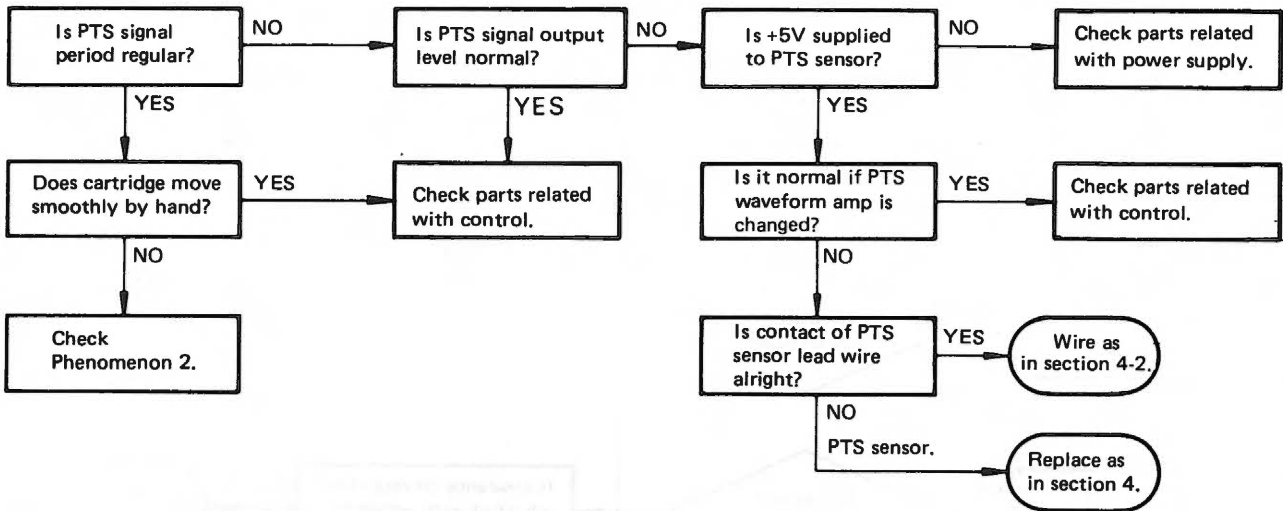 Is PTS signal
period regular?
NO
Is PTS signal output
level normal?
NO
Is +5V supplied
to PTS sensor?
NO
Check parts related
with power supply.
YES
YES
YES
Does cartridge move
smoothly by hand?
YES
Check parts related
with control.
Is it normal if PTS
waveform amp is
changed?
YES
Check parts related
with control.
NO
NO
Check
Phenomenon 2.
Is contact of PTS
sensor lead wire
alright?
YES
Wire as
in section 4-2.
NO
PTS sensor.
Replace as
in section 4.